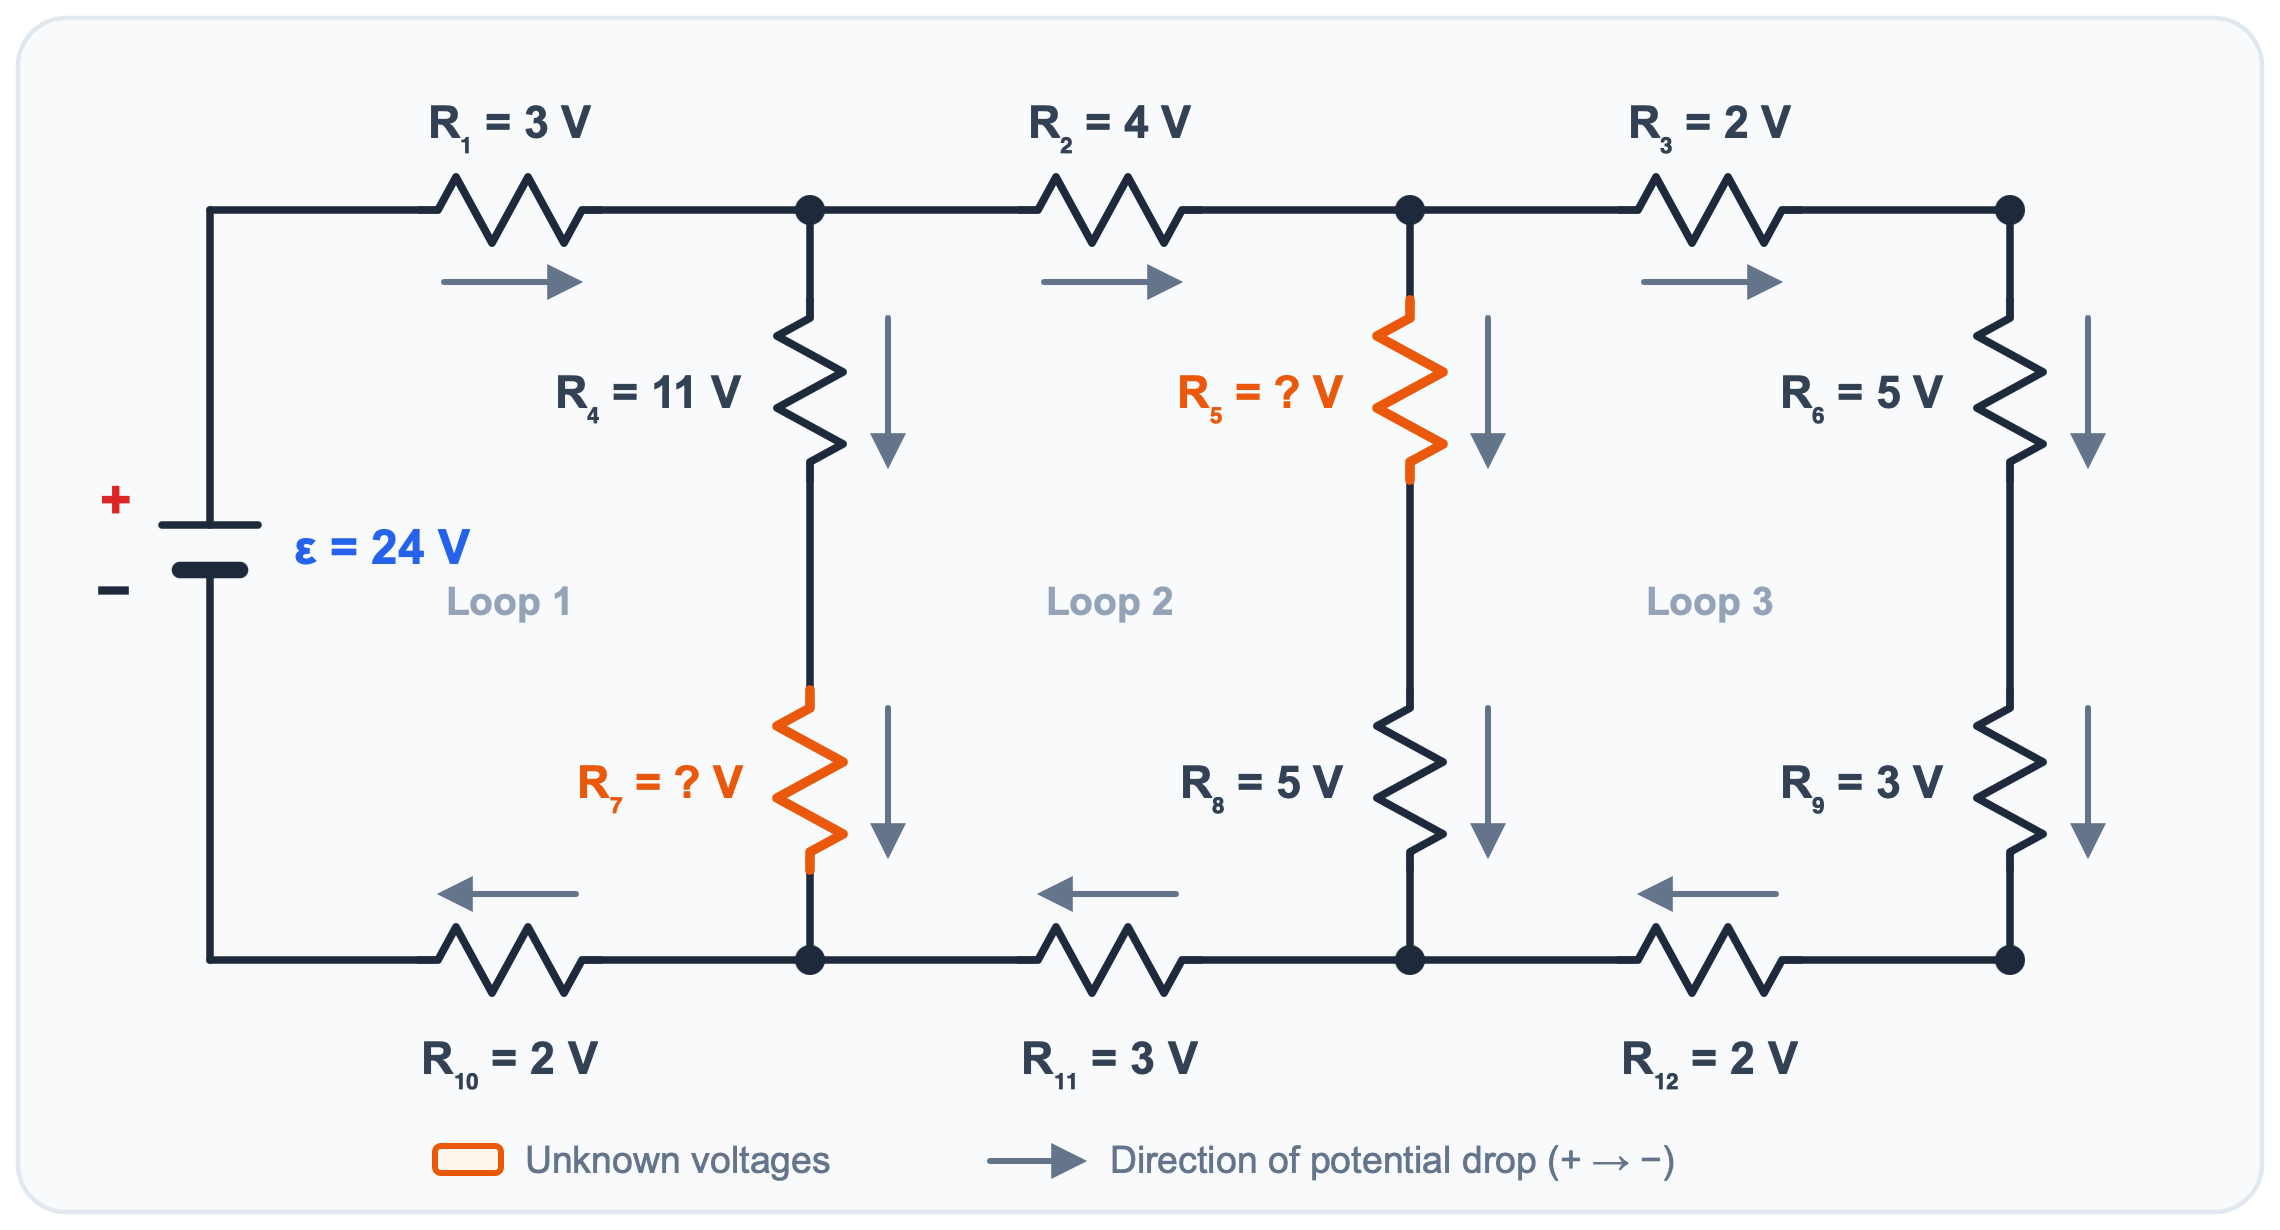 R₁ = 3 V
R₂ = 4 V
R₃ = 2 V
R₄ = 11 V
R₅ = ? V
R₆ = 5 V
+
ε = 24 V
−
Loop 1
Loop 2
Loop 3
R₇ = ? V
R₈ = 5 V
R₉ = 3 V
R₁₀ = 2 V
R₁₁ = 3 V
R₁₂ = 2 V
Unknown voltages
Direction of potential drop (+ → −)